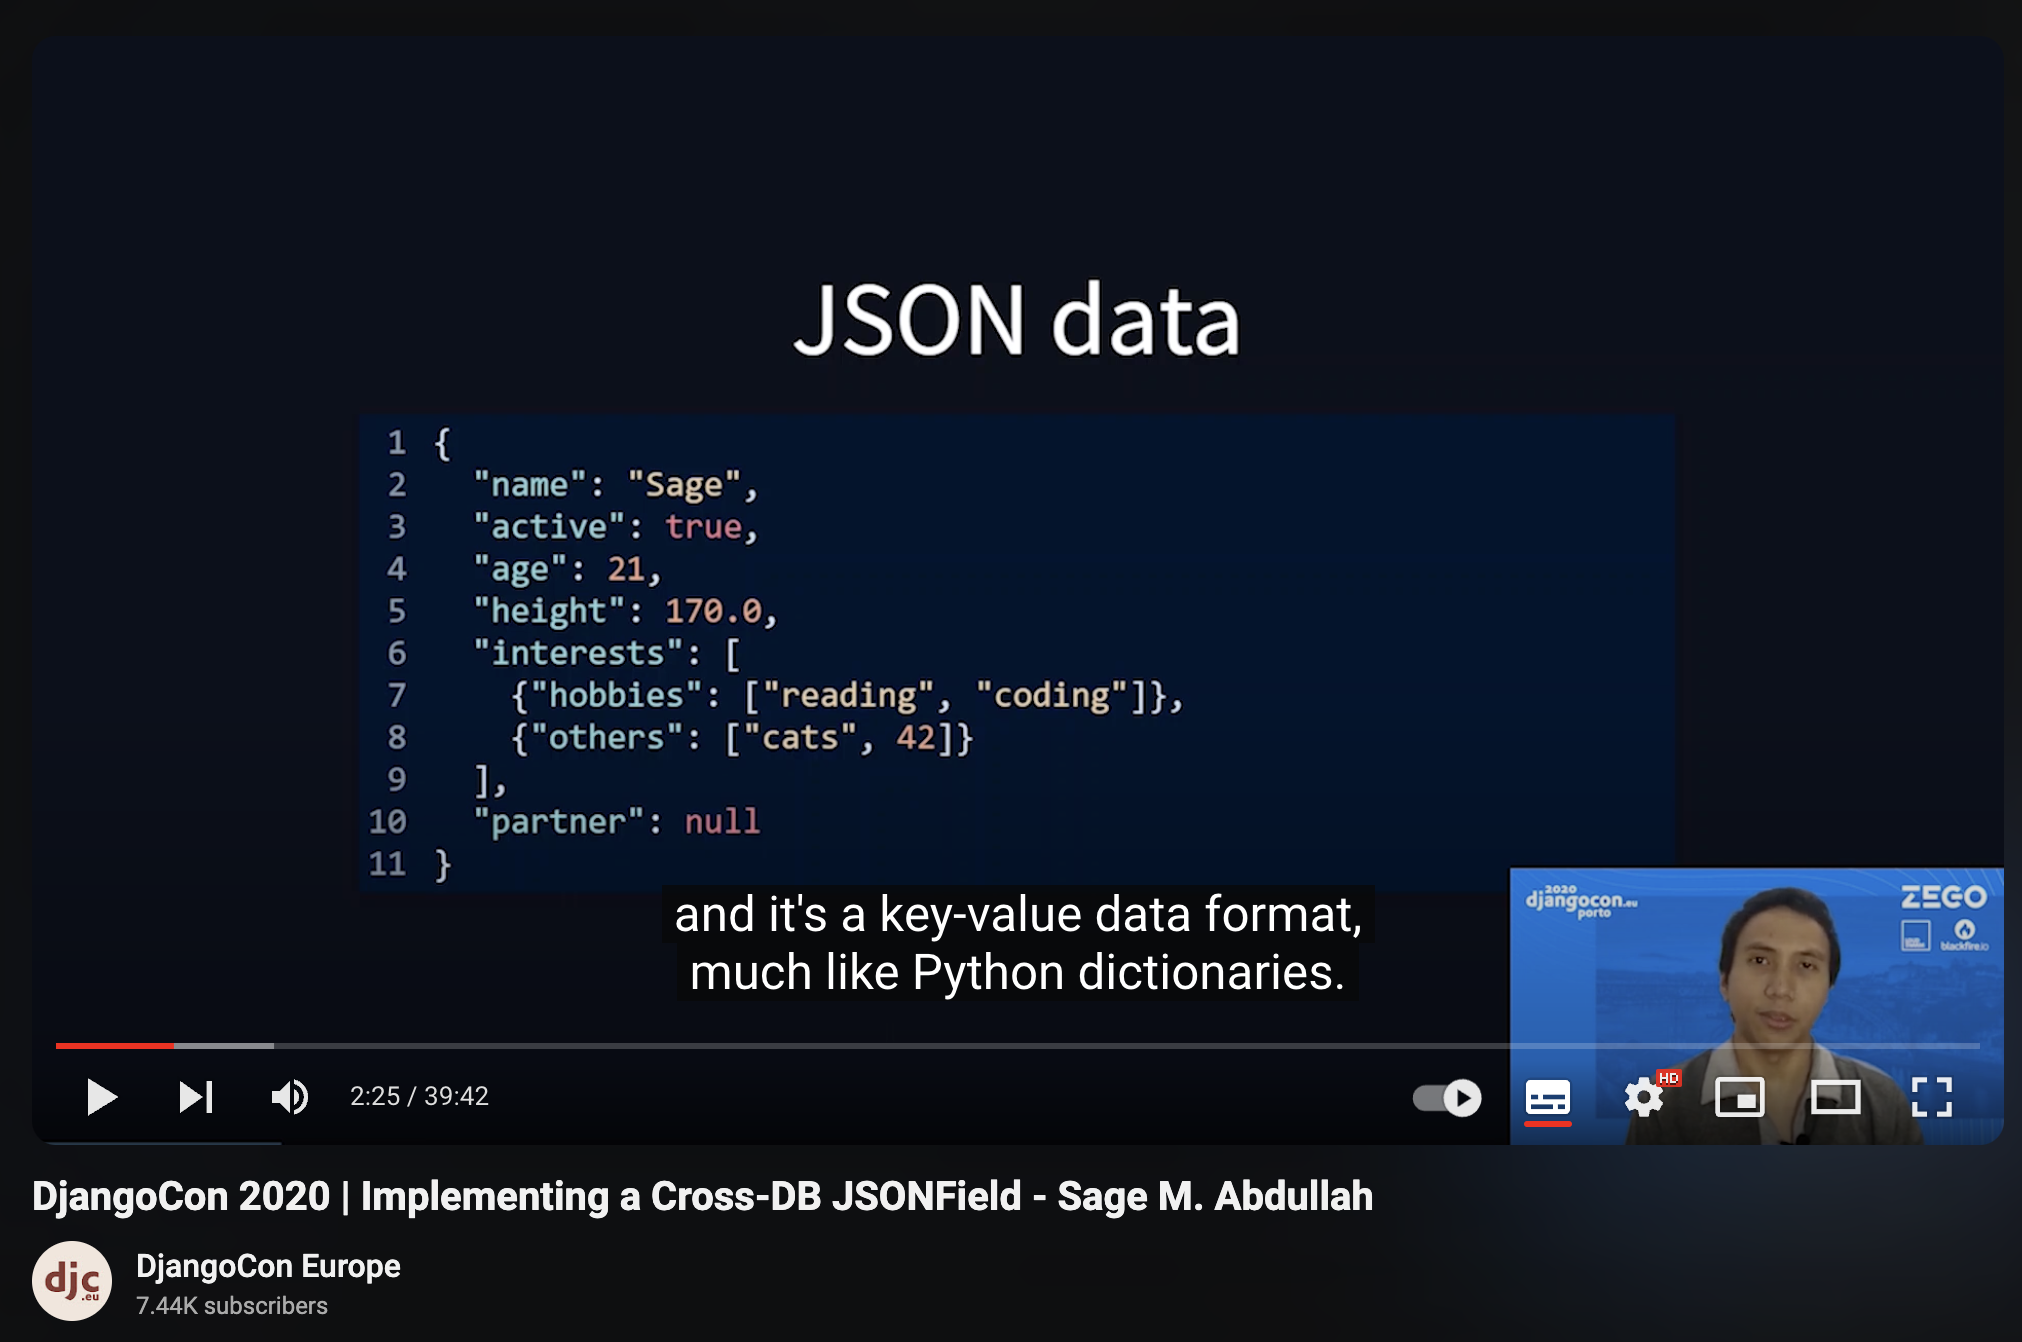 JSON data
1 {
2 "name": "Sage",
3 "active": true,
4 "age": 21,
5 "height": 170.0,
6 "interests": [
7 {"hobbies": ["reading", "coding"]},
8 {"others": ["cats", 42]}
9 ],
10 "partner": null
11 }
and it's a key-value data format,
much like Python dictionaries.
2020
djangocon.eu
porto
ZEGO
blackfire.io
2:25 / 39:42
HD
DjangoCon 2020 | Implementing a Cross-DB JSONField - Sage M. Abdullah
djc
.eu
DjangoCon Europe
7.44K subscribers